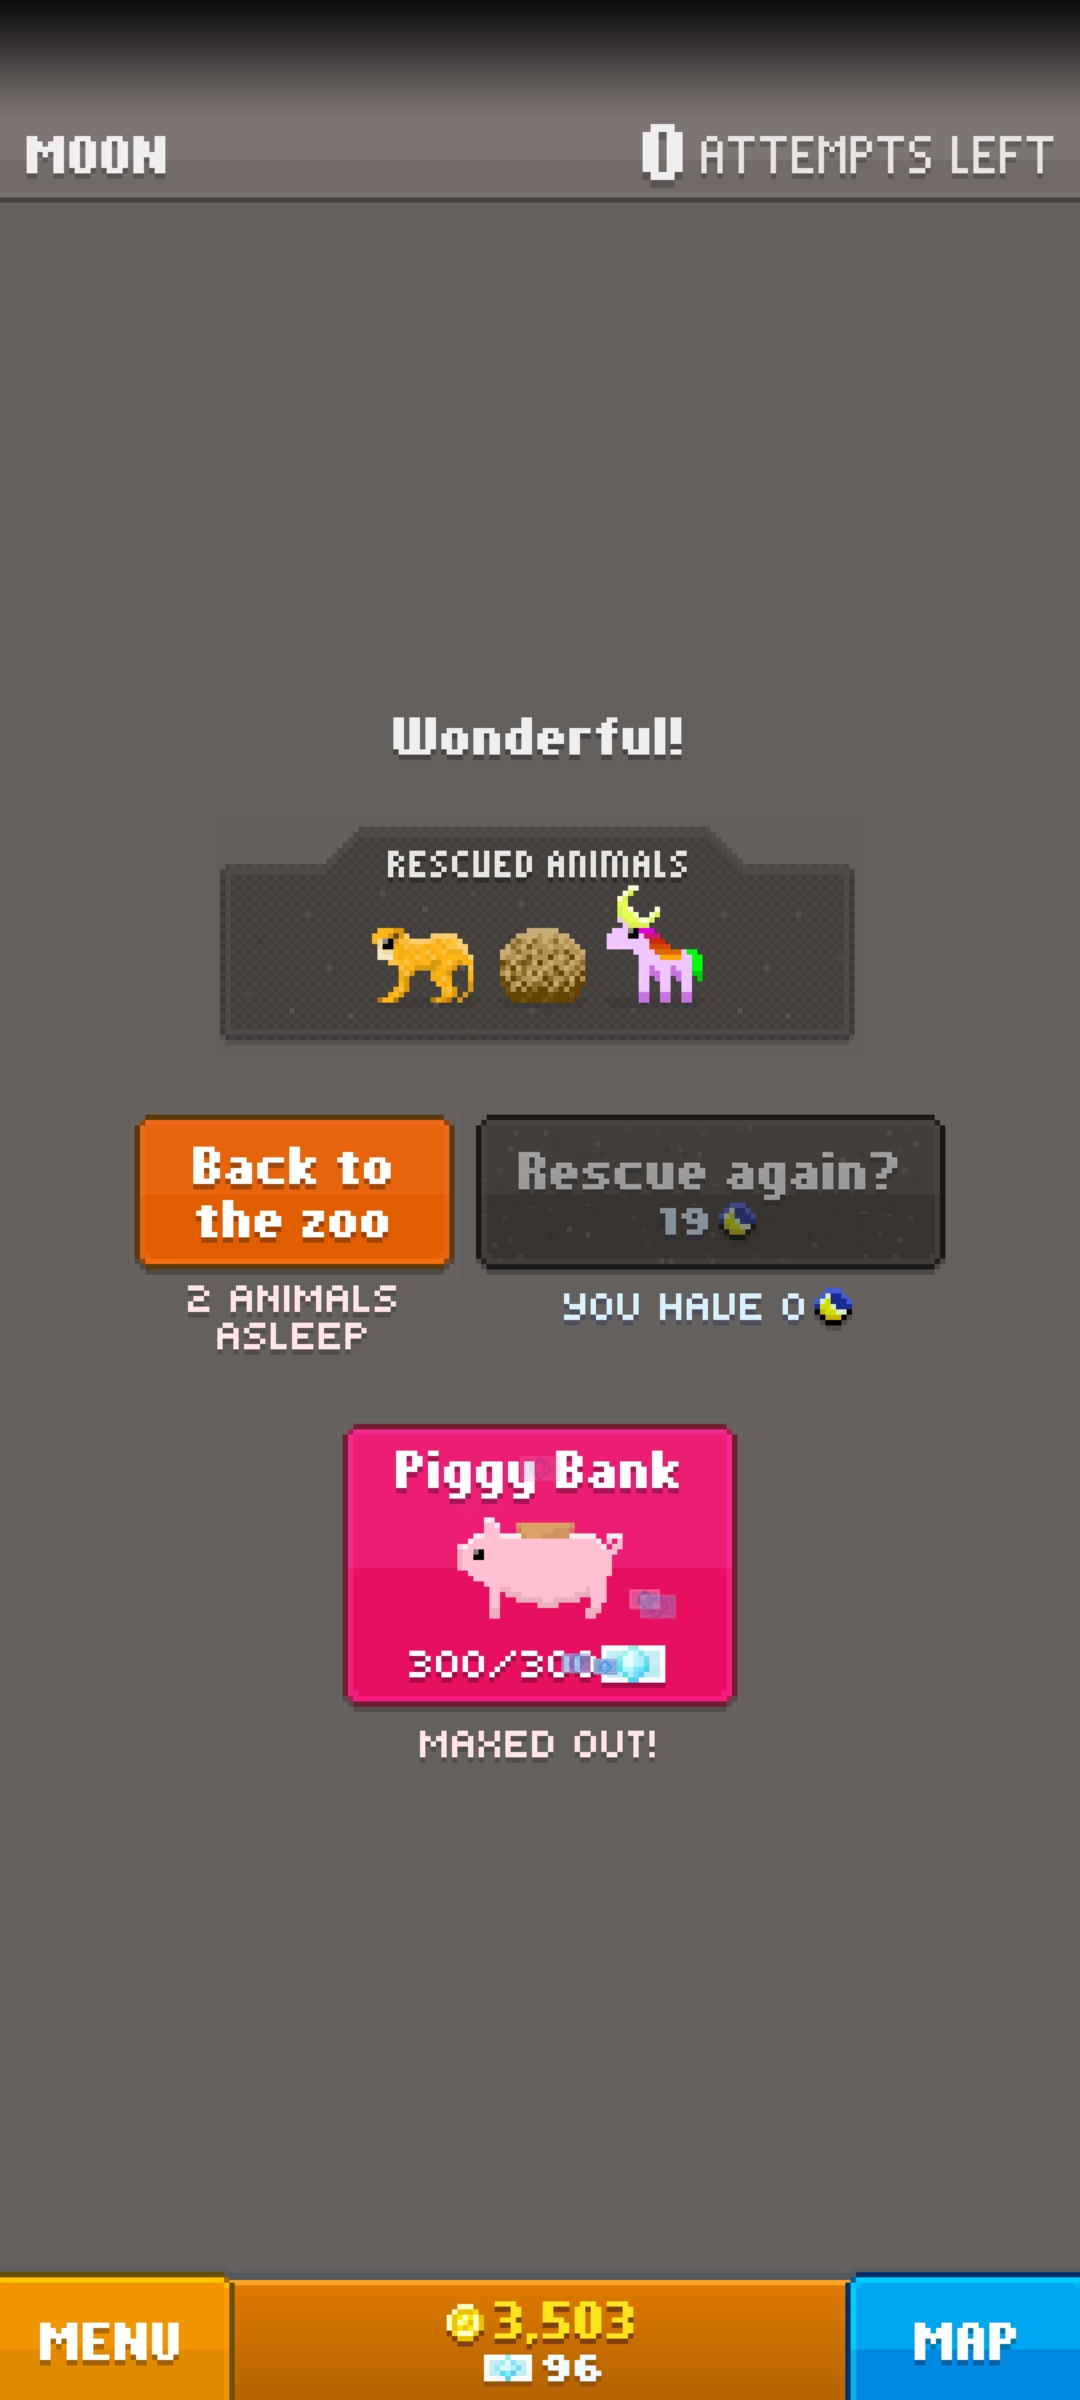 MOON
0 ATTEMPTS LEFT
Wonderful!
RESCUED ANIMALS
Back to
the zoo
Rescue again?
19
2 ANIMALS
ASLEEP
YOU HAVE 0
Piggy Bank
300/300
MAXED OUT!
MENU
3,503
96
MAP